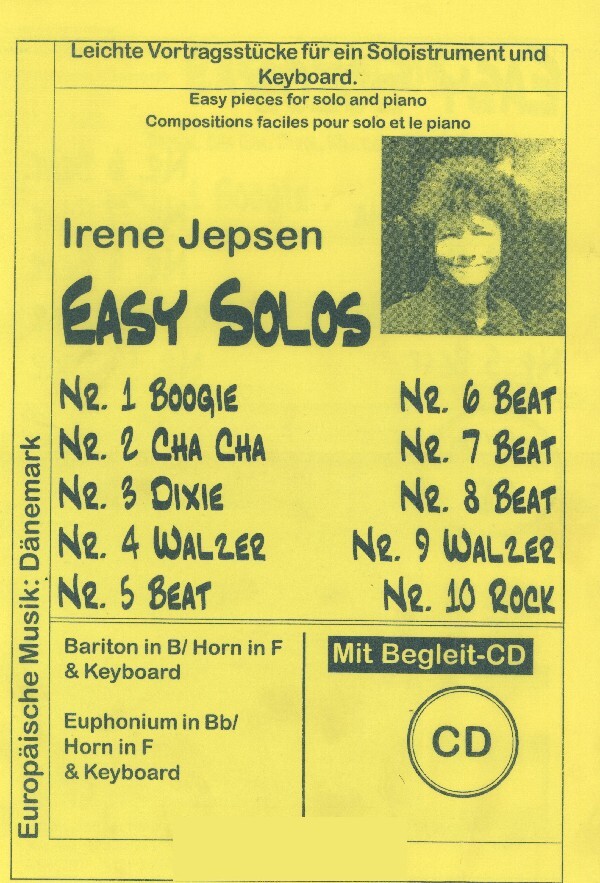 Leichte Vortragsstücke für ein Soloistrument und
Keyboard.
Easy pieces for solo and piano
Compositions faciles pour solo et le piano
Irene Jepsen
EASY SOLOS
NR. 1 BOOGIE
NR. 2 CHA CHA
NR. 3 DIXIE
NR. 4 WALZER
NR. 5 BEAT
NR. 6 BEAT
NR. 7 BEAT
NR. 8 BEAT
NR. 9 WALZER
NR. 10 ROCK
Europäische Musik: Dänemark
Bariton in B/ Horn in F
& Keyboard
Euphonium in Bb/
Horn in F
& Keyboard
Mit Begleit-CD
CD